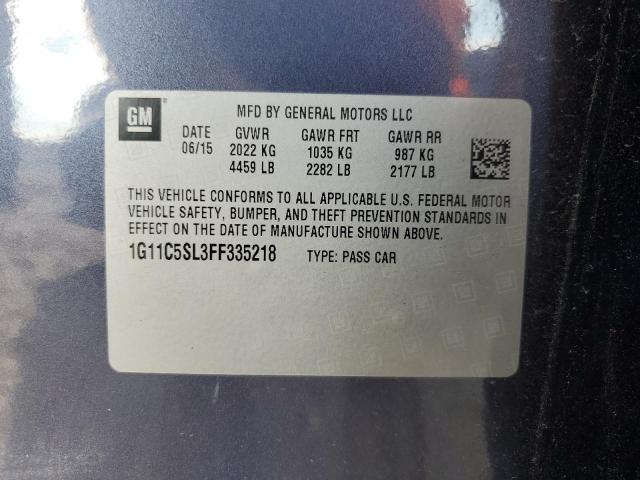 GM
MFD BY GENERAL MOTORS LLC
DATE GVWR GAWR FRT GAWR RR
06/15 2022 KG 1035 KG 987 KG
4459 LB 2282 LB 2177 LB
THIS VEHICLE CONFORMS TO ALL APPLICABLE U.S. FEDERAL MOTOR
VEHICLE SAFETY, BUMPER, AND THEFT PREVENTION STANDARDS IN
EFFECT ON THE DATE OF MANUFACTURE SHOWN ABOVE.
1G11C5SL3FF335218 TYPE: PASS CAR